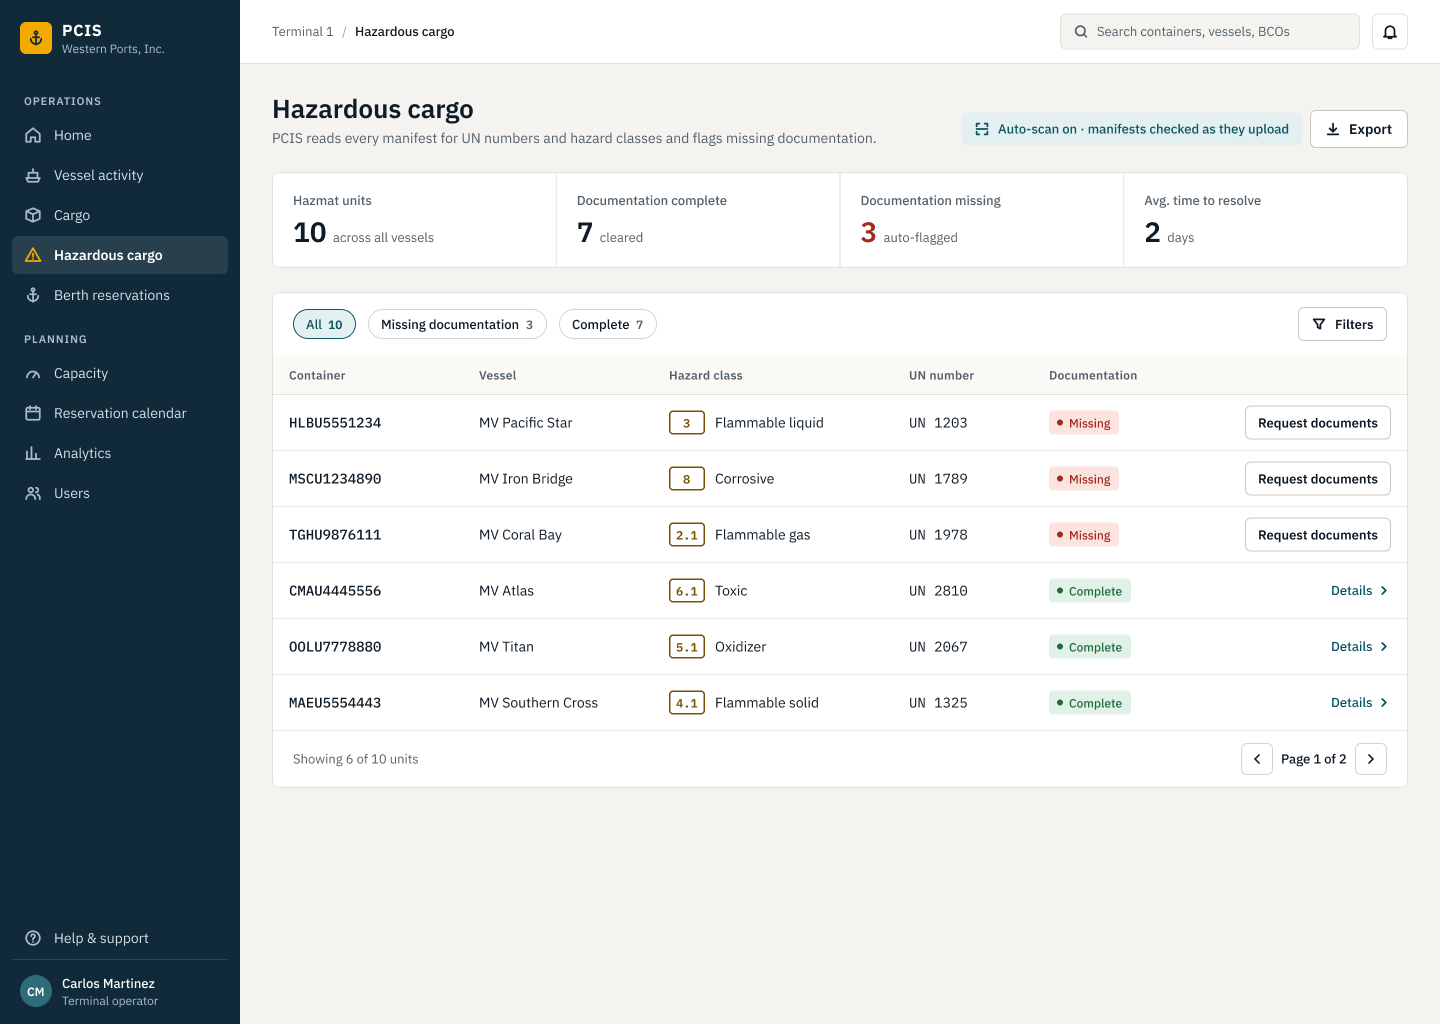 PCIS
Western Ports, Inc.
OPERATIONS
Home
Vessel activity
Cargo
Hazardous cargo
Berth reservations
PLANNING
Capacity
Reservation calendar
Analytics
Users
Help & support
CM
Carlos Martinez
Terminal operator
Terminal 1 / Hazardous cargo
Search containers, vessels, BCOs
Hazardous cargo
PCIS reads every manifest for UN numbers and hazard classes and flags missing documentation.
Auto-scan on · manifests checked as they upload
Export
Hazmat units
10 across all vessels
Documentation complete
7 cleared
Documentation missing
3 auto-flagged
Avg. time to resolve
2 days
All 10
Missing documentation 3
Complete 7
Filters
Container Vessel Hazard class UN number Documentation
HLBU5551234 MV Pacific Star 3 Flammable liquid UN 1203 Missing Request documents
MSCU1234890 MV Iron Bridge 8 Corrosive UN 1789 Missing Request documents
TGHU9876111 MV Coral Bay 2.1 Flammable gas UN 1978 Missing Request documents
CMAU4445556 MV Atlas 6.1 Toxic UN 2810 Complete Details
OOLU7778880 MV Titan 5.1 Oxidizer UN 2067 Complete Details
MAEU5554443 MV Southern Cross 4.1 Flammable solid UN 1325 Complete Details
Showing 6 of 10 units
Page 1 of 2